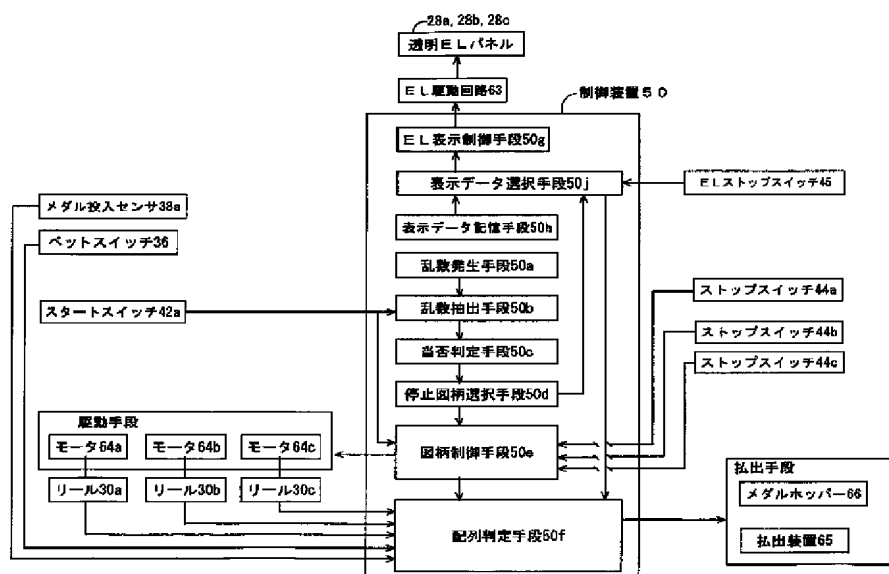 28a, 28b, 28c
透明ＥＬパネル
ＥＬ駆動回路63
制御装置５０
ＥＬ表示制御手段50g
表示データ選択手段50j
ＥＬストップスイッチ45
メダル投入センサ38a
表示データ記憶手段50h
ベットスイッチ36
乱数発生手段50a
ストップスイッチ44a
スタートスイッチ42a
乱数抽出手段50b
ストップスイッチ44b
当否判定手段50c
ストップスイッチ44c
停止図柄選択手段50d
駆動手段
モータ64a
モータ64b
モータ64c
図柄制御手段50e
払出手段
リール30a
リール30b
リール30c
メダルホッパー66
配列判定手段50f
払出装置65